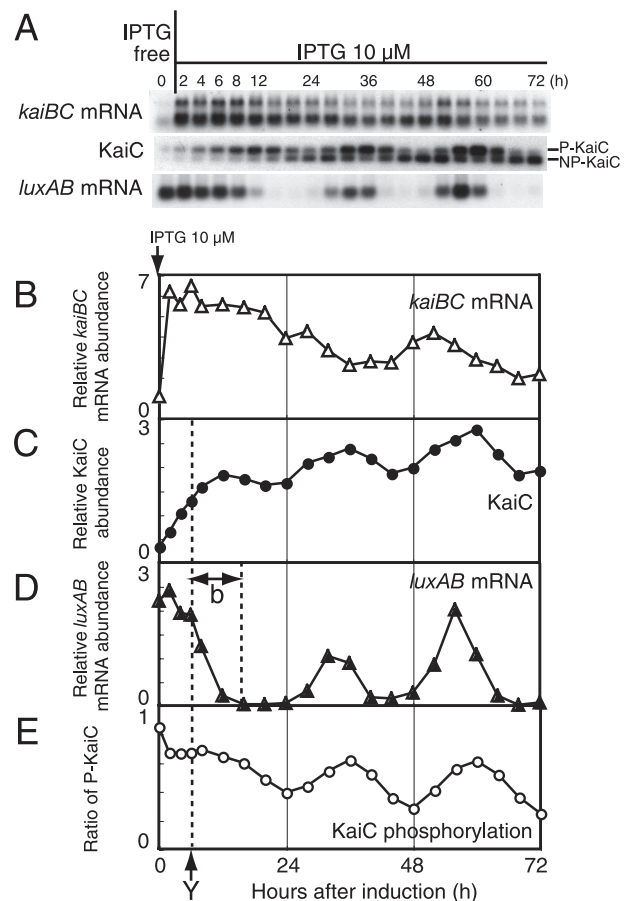 A
IPTG free
IPTG 10 µM
0 2 4 6 8 12 24 36 48 60 72 (h)
kaiBC mRNA
KaiC
P-KaiC
NP-KaiC
luxAB mRNA
IPTG 10 µM
B
7
kaiBC mRNA
Relative kaiBC mRNA abundance
0
C
3
Relative KaiC abundance
KaiC
0
D
3
b
luxAB mRNA
Relative luxAB mRNA abundance
0
E
1
Ratio of P-KaiC
KaiC phosphorylation
0
0 24 48 72
Y
Hours after induction (h)